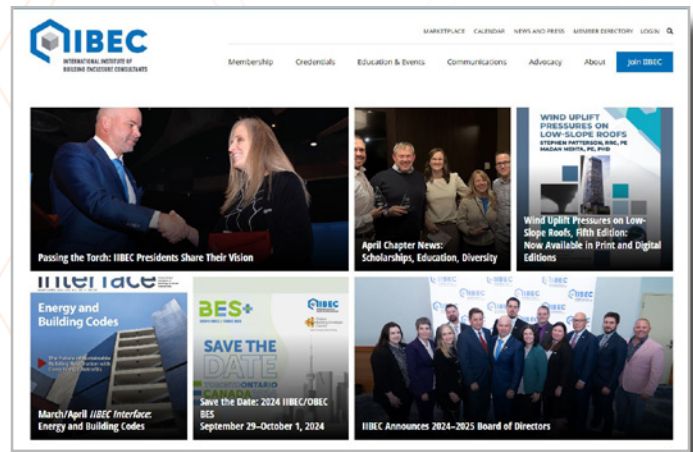 IIBEC
INTERNATIONAL INSTITUTE OF
BUILDING ENCLOSURE CONSULTANTS
MARKETPLACE CALENDAR NEWS AND PRESS MEMBER DIRECTORY LOGIN
Membership Credentials Education & Events Communications Advocacy About Join IIBEC
Passing the Torch: IIBEC Presidents Share Their Vision
April Chapter News:
Scholarships, Education, Diversity
WIND UPLIFT
PRESSURES ON
LOW-SLOPE ROOFS
STEPHEN PATTERSON, RRC, PE
MADAN MEHTA, PE, PHD
Wind Uplift Pressures on Low-
Slope Roofs, Fifth Edition:
Now Available in Print and Digital
Editions
Interface
Energy and
Building Codes
March/April IIBEC Interface:
Energy and Building Codes
BES+
IIBEC
SAVE THE
DATE
TORONTO ONTARIO
CANADA
Save the Date: 2024 IIBEC/OBEC
BES
September 29–October 1, 2024
IIBEC
IIBEC Announces 2024–2025 Board of Directors